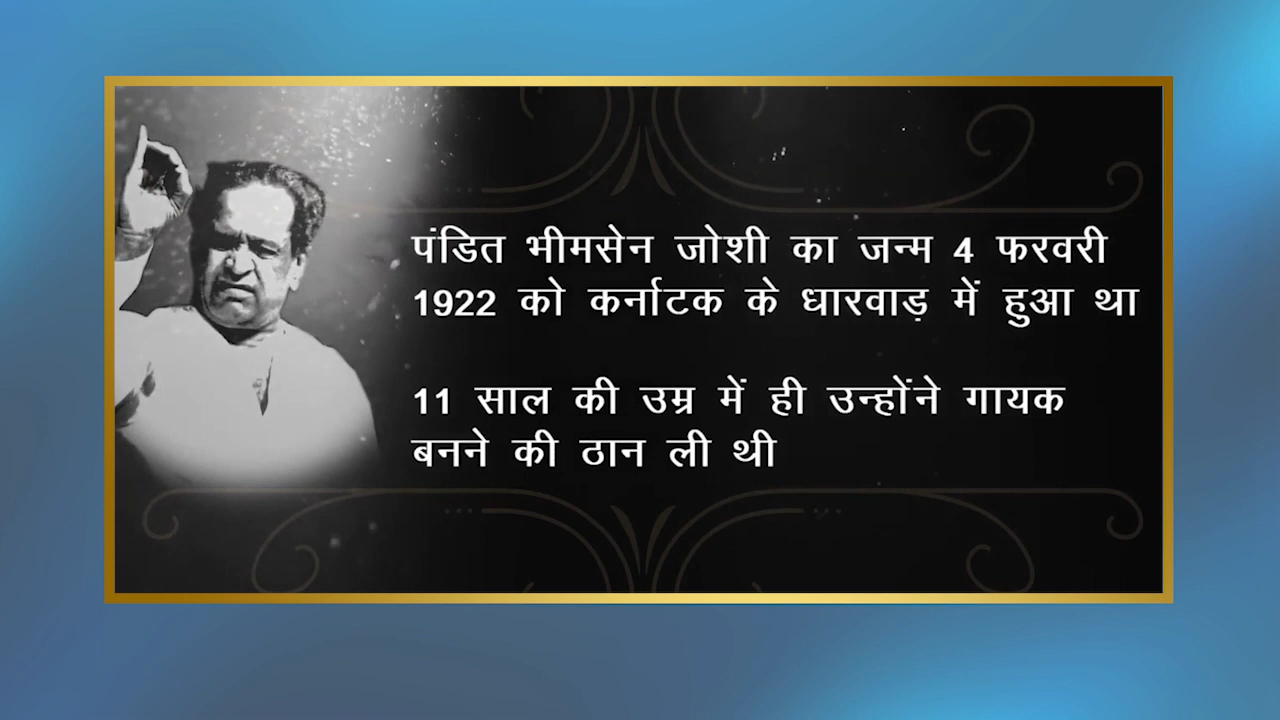 पंडित भीमसेन जोशी का जन्म 4 फरवरी
1922 को कर्नाटक के धारवाड़ में हुआ था
11 साल की उम्र में ही उन्होंने गायक
बनने की ठान ली थी